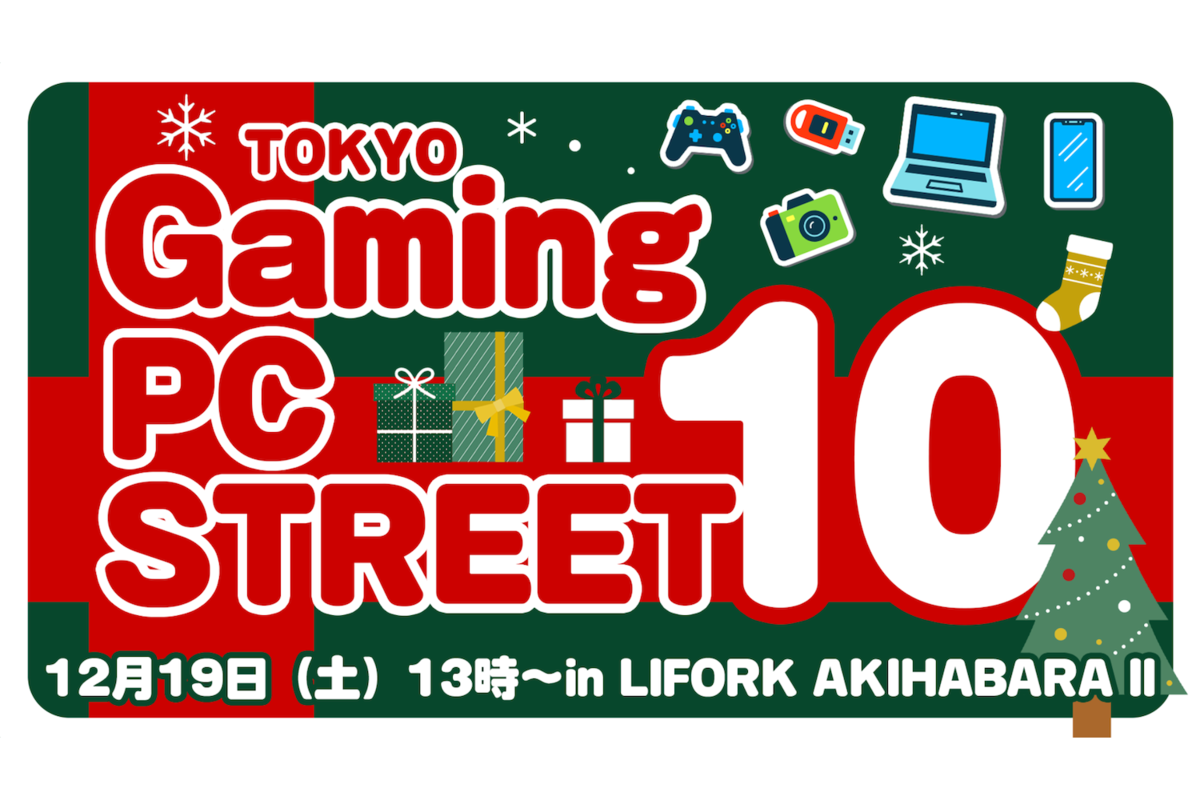 TOKYO
Gaming
PC
STREET
10
12月19日（土）13時〜in LIFORK AKIHABARA II